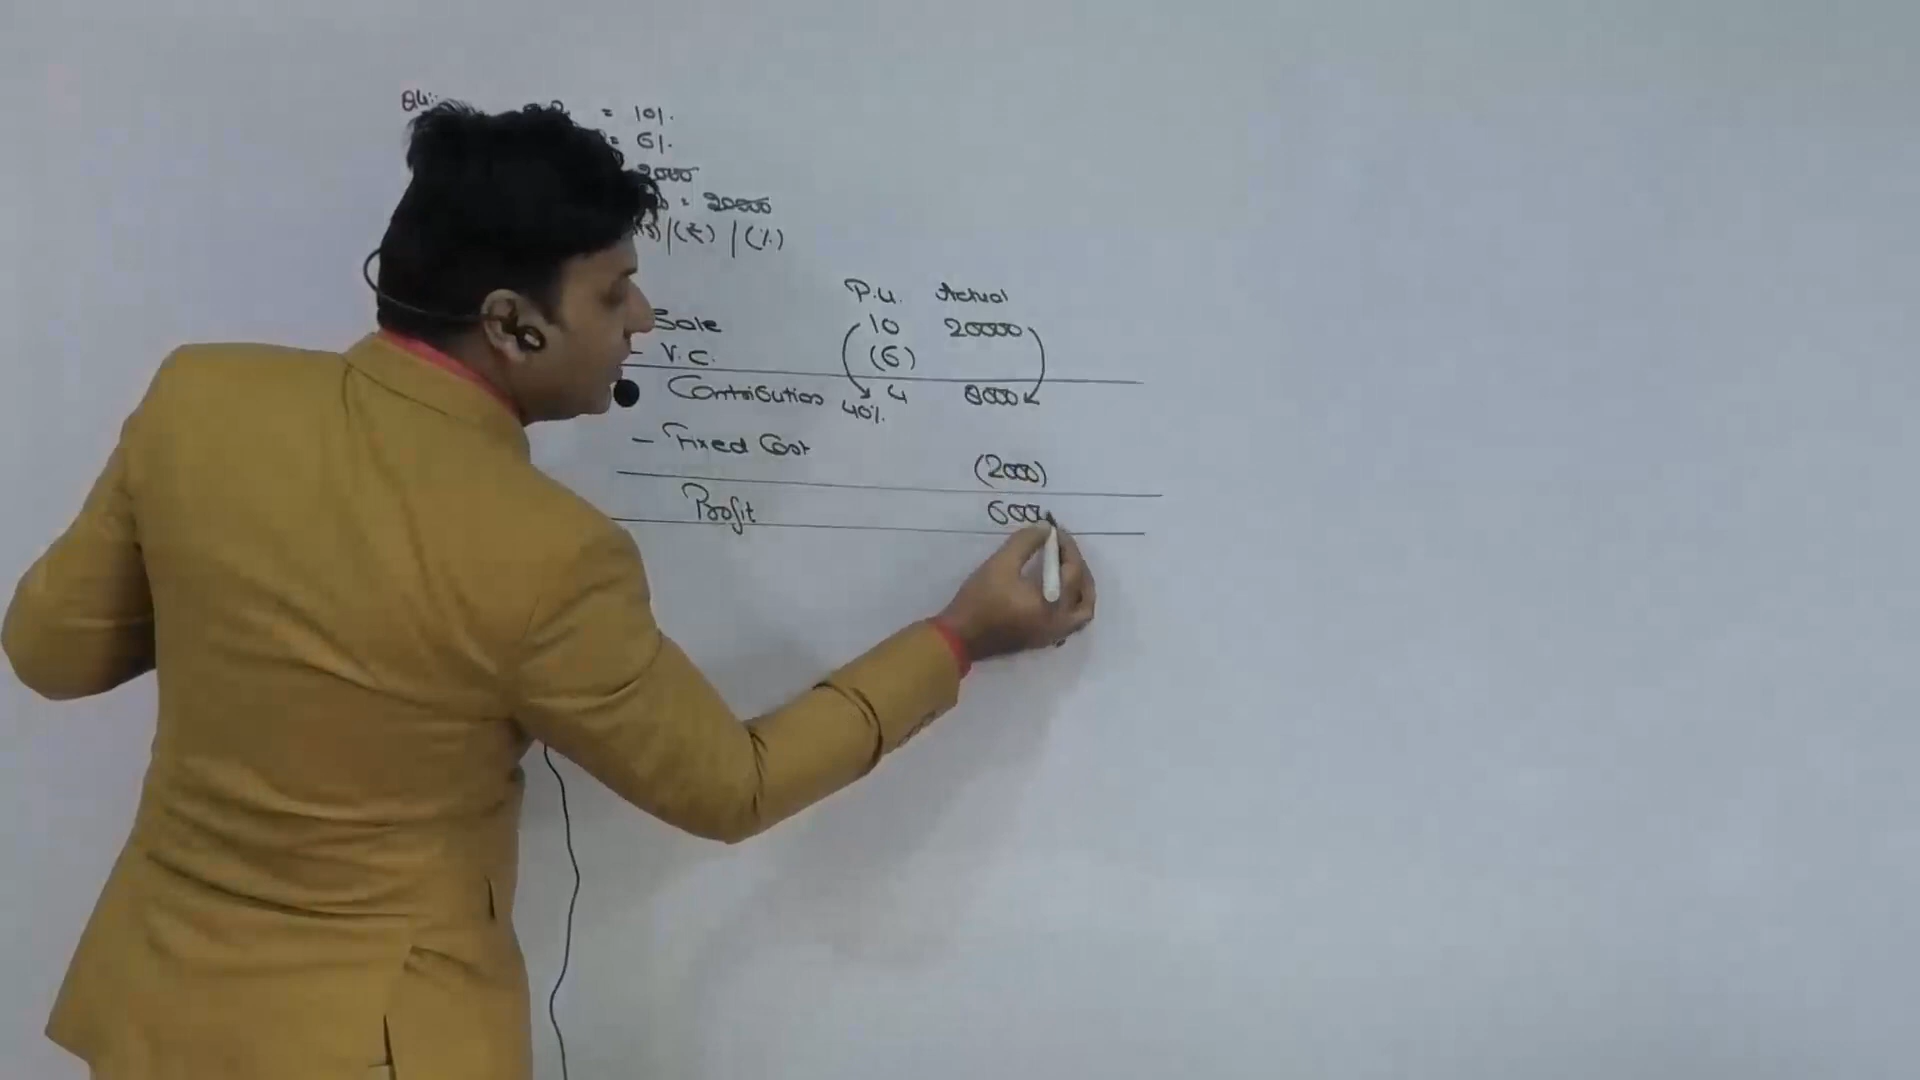 Q4:- = 10/.
= 6/.
2000
= 20000
/(₹) /(%)
P.U. Actual
Sale 10 20000
- V.C. (6)
Contribution 4 8000
40%.
- Fixed Cost (2000)
Profit 6000